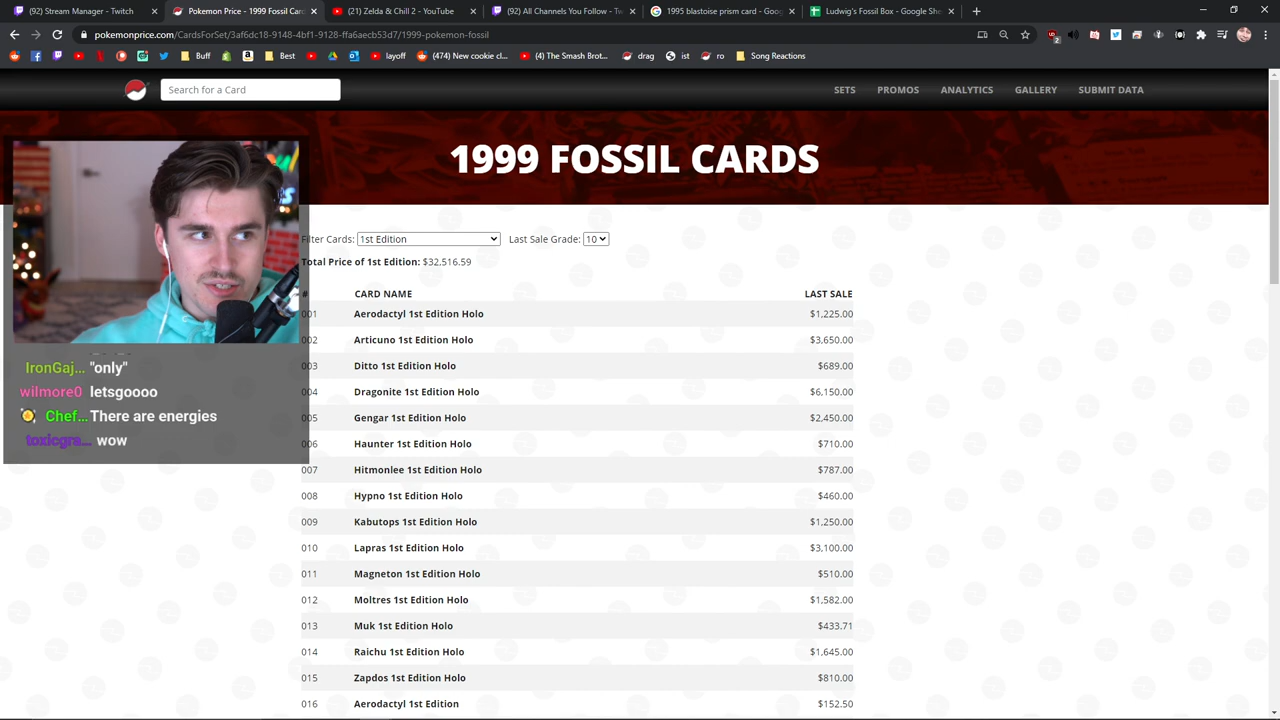 (92) Stream Manager - Twitch
Pokemon Price - 1999 Fossil Car
(21) Zelda & Chill 2 - YouTube
(92) All Channels You Follow - Tw
1995 blastoise prism card - Goo
Ludwig's Fossil Box - Google She
pokemonprice.com/CardsForSet/3af6dc18-9148-4bf1-9128-ffa6aecb53d7/1999-pokemon-fossil
Buff
Best
layoff
(474) New cookie cl...
(4) The Smash Brot...
drag
ist
ro
Song Reactions
Search for a Card
SETS
PROMOS
ANALYTICS
GALLERY
SUBMIT DATA
1999 FOSSIL CARDS
Filter Cards: 1st Edition Last Sale Grade: 10
Total Price of 1st Edition: $32,516.59
# CARD NAME LAST SALE
001 Aerodactyl 1st Edition Holo $1,225.00
002 Articuno 1st Edition Holo $3,650.00
003 Ditto 1st Edition Holo $689.00
004 Dragonite 1st Edition Holo $6,150.00
005 Gengar 1st Edition Holo $2,450.00
006 Haunter 1st Edition Holo $710.00
007 Hitmonlee 1st Edition Holo $787.00
008 Hypno 1st Edition Holo $460.00
009 Kabutops 1st Edition Holo $1,250.00
010 Lapras 1st Edition Holo $3,100.00
011 Magneton 1st Edition Holo $510.00
012 Moltres 1st Edition Holo $1,582.00
013 Muk 1st Edition Holo $433.71
014 Raichu 1st Edition Holo $1,645.00
015 Zapdos 1st Edition Holo $810.00
016 Aerodactyl 1st Edition $152.50
IronGaj... "only"
wilmore0 letsgoooo
Chef... There are energies
toxicgra... wow